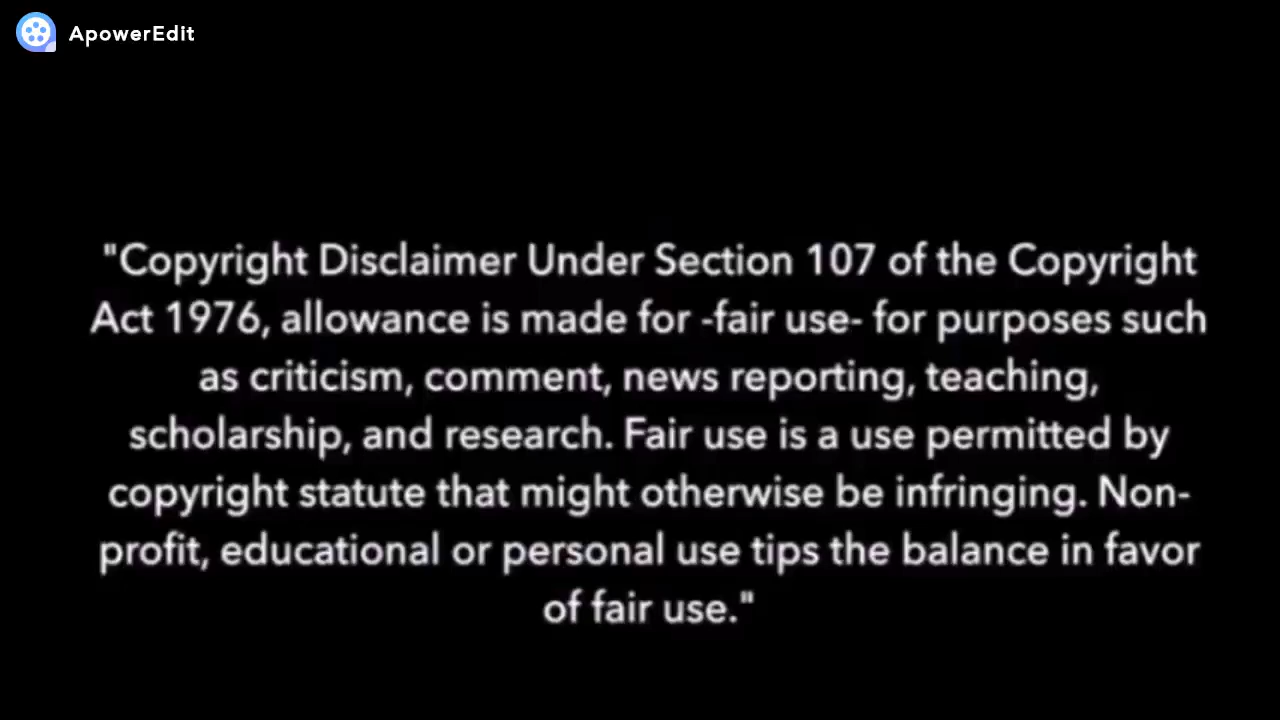 ApowerEdit
"Copyright Disclaimer Under Section 107 of the Copyright
Act 1976, allowance is made for -fair use- for purposes such
as criticism, comment, news reporting, teaching,
scholarship, and research. Fair use is a use permitted by
copyright statute that might otherwise be infringing. Non-
profit, educational or personal use tips the balance in favor
of fair use."